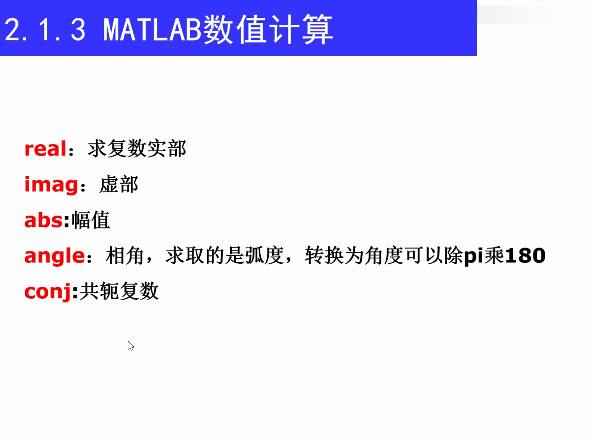 2.1.3 MATLAB数值计算
real：求复数实部
imag：虚部
abs:幅值
angle：相角，求取的是弧度，转换为角度可以除pi乘180
conj:共轭复数